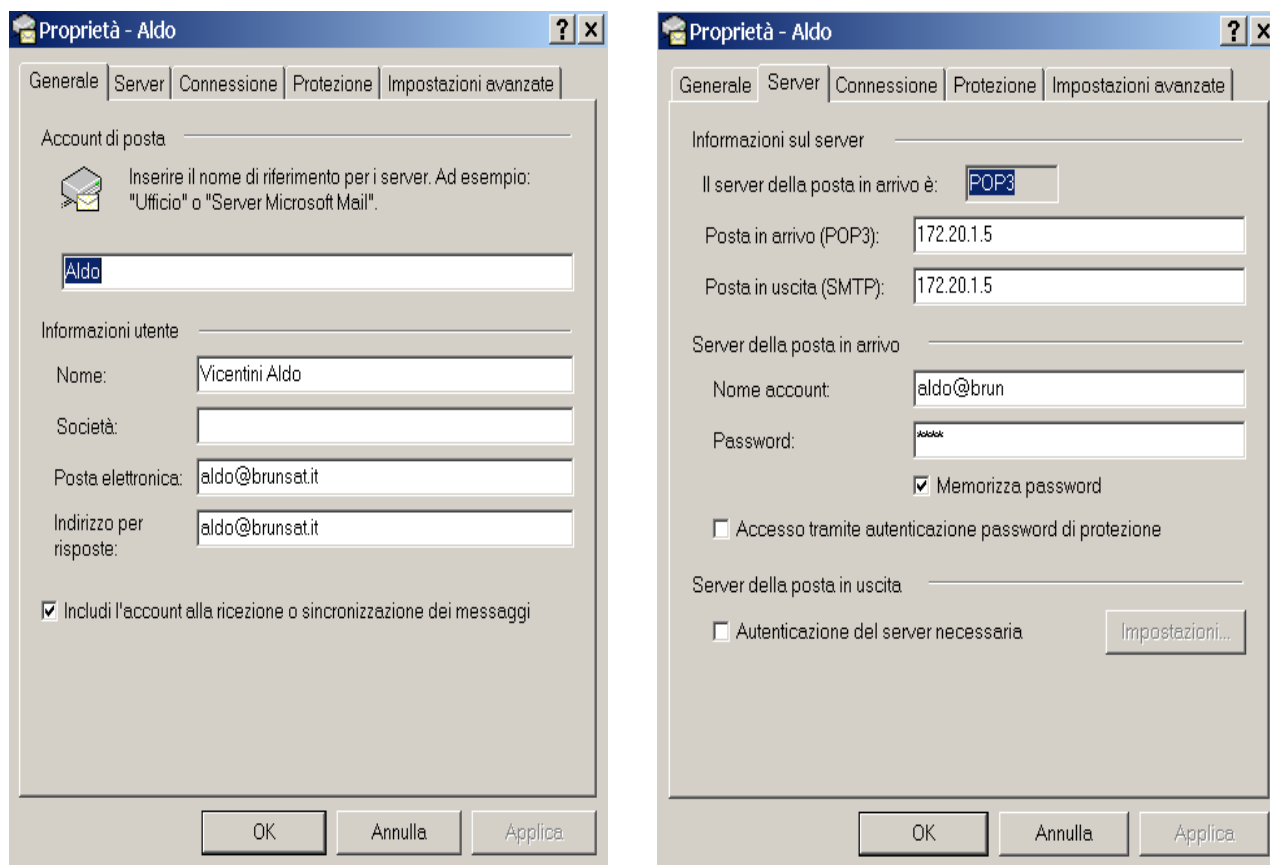 Proprietà - Aldo
Generale Server Connessione Protezione Impostazioni avanzate
Account di posta
Inserire il nome di riferimento per i server. Ad esempio:
"Ufficio" o "Server Microsoft Mail".
Aldo
Informazioni utente
Nome: Vicentini Aldo
Società:
Posta elettronica: aldo@brunsat.it
Indirizzo per
risposte: aldo@brunsat.it
Includi l'account alla ricezione o sincronizzazione dei messaggi
OK Annulla Applica
Proprietà - Aldo
Generale Server Connessione Protezione Impostazioni avanzate
Informazioni sul server
Il server della posta in arrivo è: POP3
Posta in arrivo (POP3): 172.20.1.5
Posta in uscita (SMTP): 172.20.1.5
Server della posta in arrivo
Nome account: aldo@brun
Password: ****
Memorizza password
Accesso tramite autenticazione password di protezione
Server della posta in uscita
Autenticazione del server necessaria Impostazioni...
OK Annulla Applica